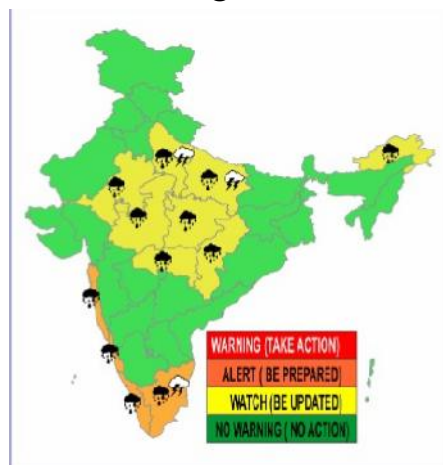 WARNING (TAKE ACTION)
ALERT ( BE PREPARED)
WATCH (BE UPDATED)
NO WARNING ( NO ACTION)